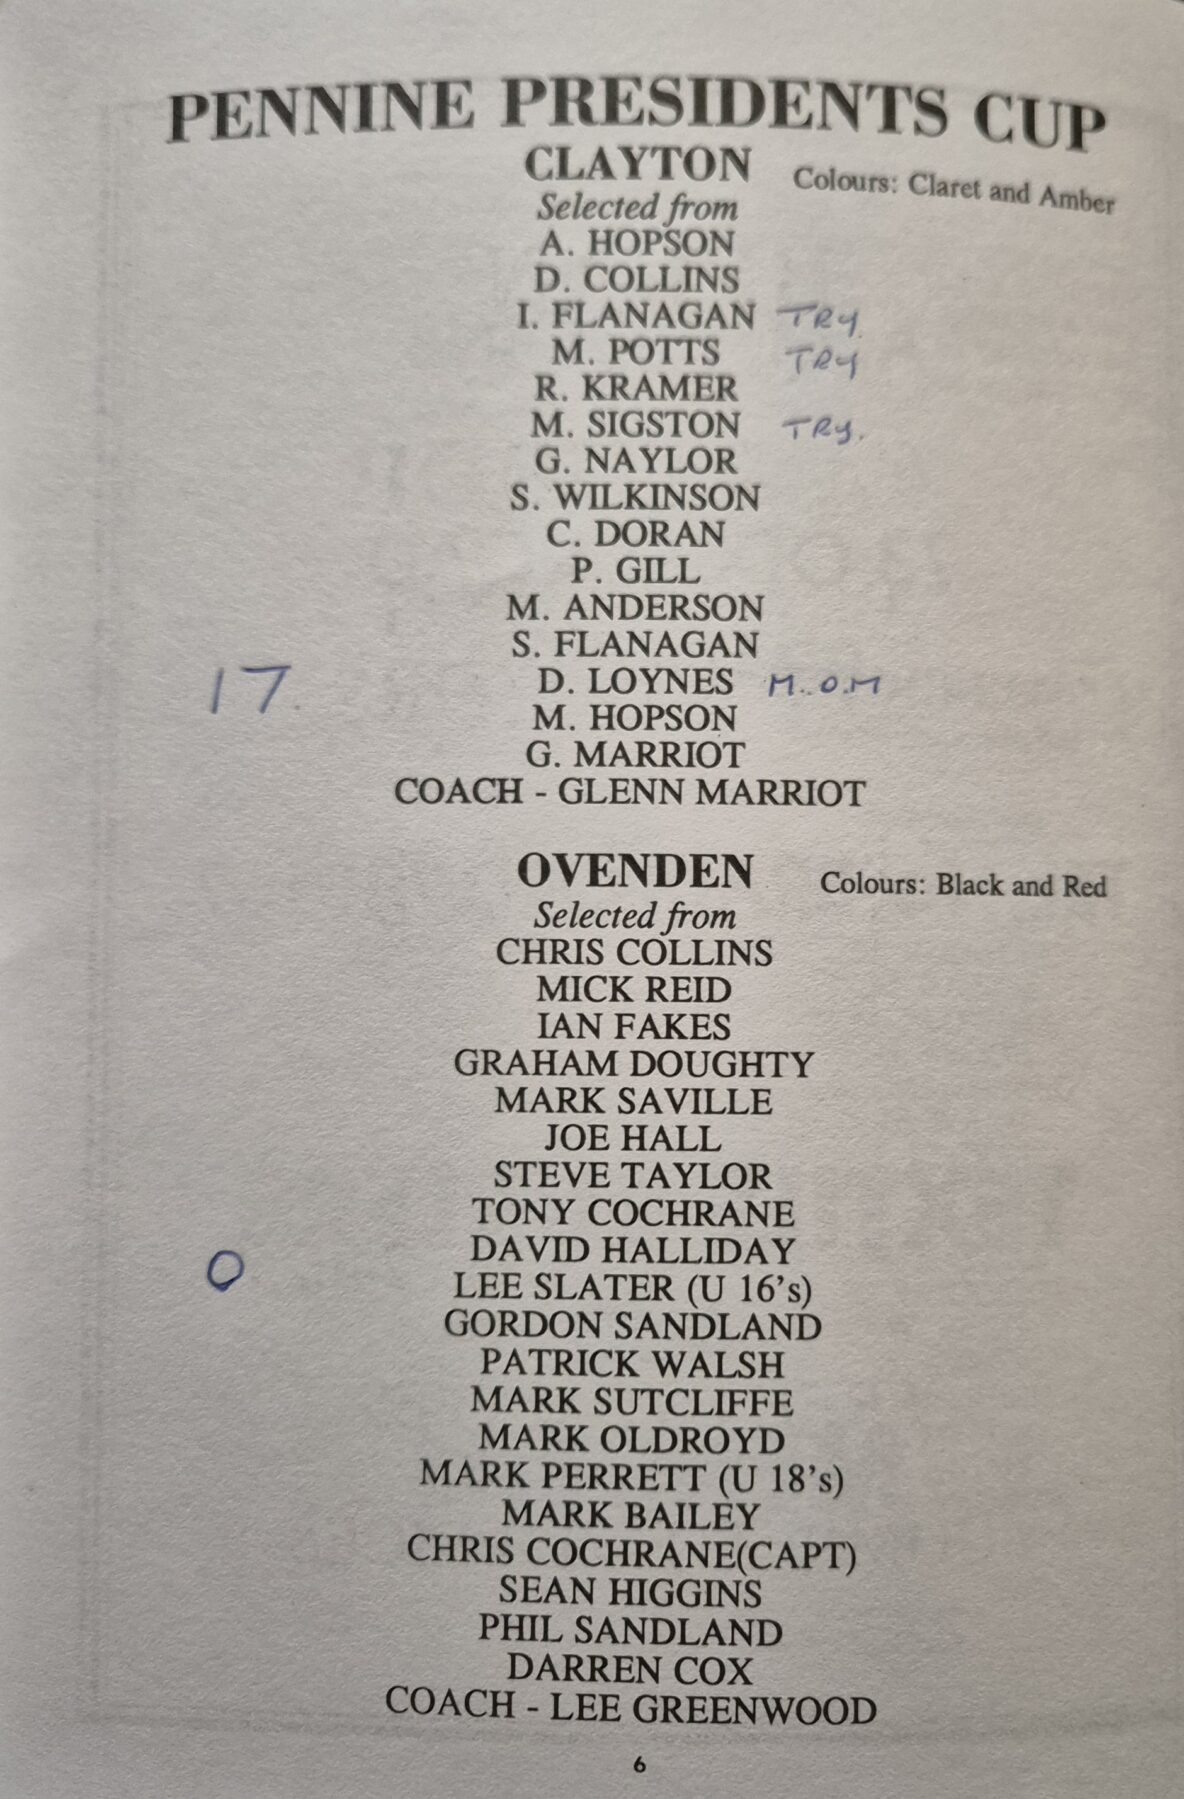 PENNINE PRESIDENTS CUP
CLAYTON Colours: Claret and Amber
Selected from
A. HOPSON
D. COLLINS
I. FLANAGAN TRY
M. POTTS TRY
R. KRAMER
M. SIGSTON TRY.
G. NAYLOR
S. WILKINSON
C. DORAN
P. GILL
M. ANDERSON
S. FLANAGAN
17. D. LOYNES M.O.M
M. HOPSON
G. MARRIOT
COACH - GLENN MARRIOT
OVENDEN Colours: Black and Red
Selected from
CHRIS COLLINS
MICK REID
IAN FAKES
GRAHAM DOUGHTY
MARK SAVILLE
JOE HALL
STEVE TAYLOR
TONY COCHRANE
DAVID HALLIDAY
0 LEE SLATER (U 16's)
GORDON SANDLAND
PATRICK WALSH
MARK SUTCLIFFE
MARK OLDROYD
MARK PERRETT (U 18's)
MARK BAILEY
CHRIS COCHRANE(CAPT)
SEAN HIGGINS
PHIL SANDLAND
DARREN COX
COACH - LEE GREENWOOD
6